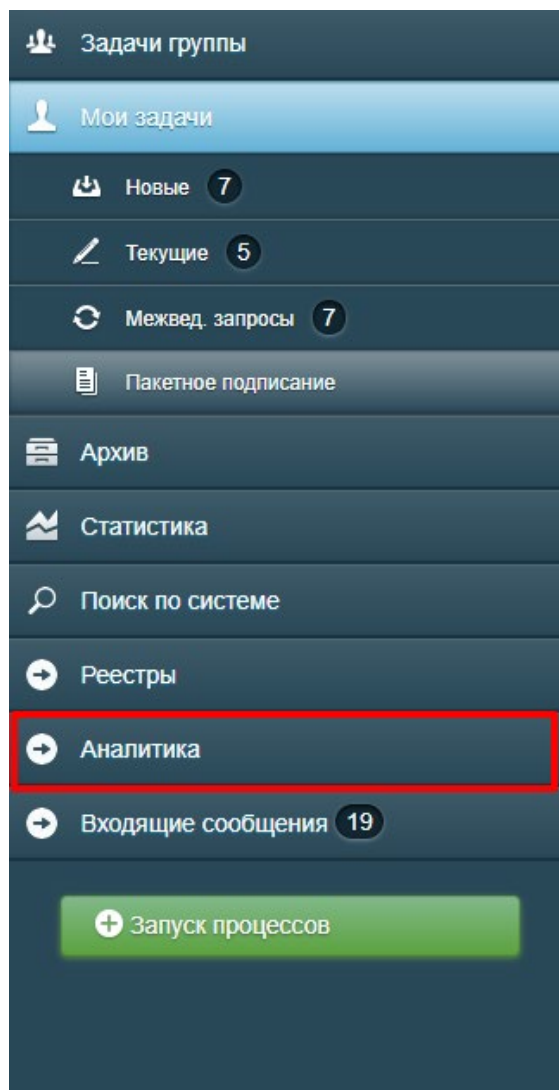 Задачи группы
Мои задачи
Новые 7
Текущие 5
Межвед. запросы 7
Пакетное подписание
Архив
Статистика
Поиск по системе
Реестры
Аналитика
Входящие сообщения 19
Запуск процессов